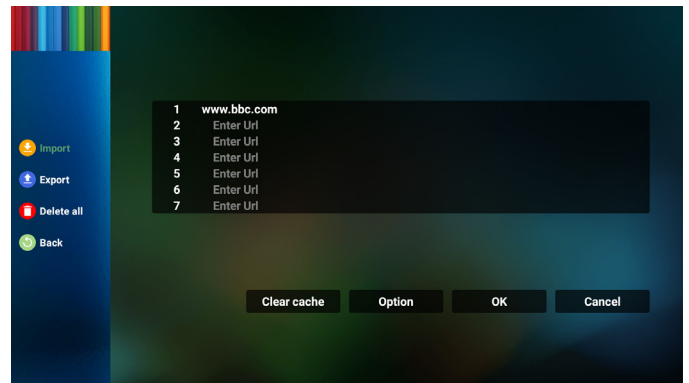 Import
Export
Delete all
Back
1 www.bbc.com
2 Enter Url
3 Enter Url
4 Enter Url
5 Enter Url
6 Enter Url
7 Enter Url
Clear cache Option OK Cancel